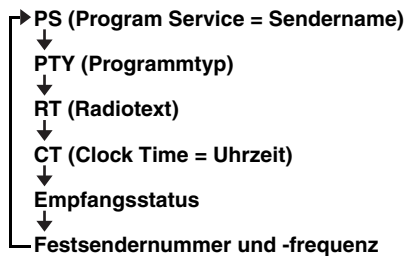 PS (Program Service = Sendername)
PTY (Programmtyp)
RT (Radiotext)
CT (Clock Time = Uhrzeit)
Empfangsstatus
Festsendernummer und -frequenz